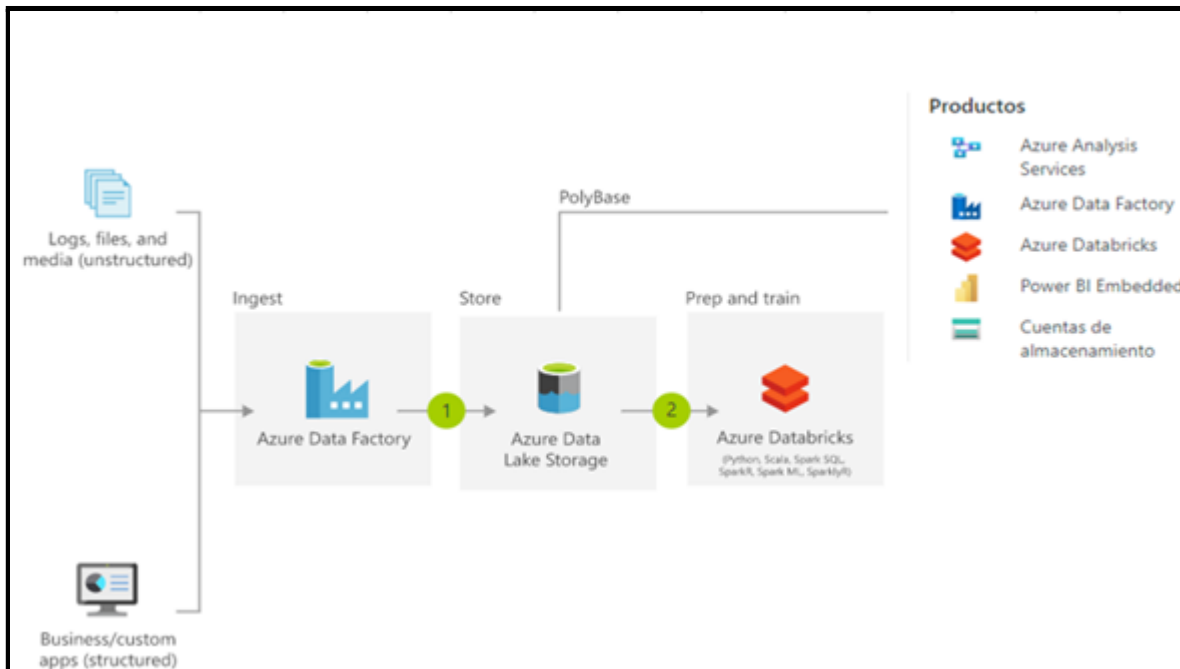 Productos
Azure Analysis
Services
Azure Data Factory
Azure Databricks
Power BI Embedded
Cuentas de
almacenamiento
PolyBase
Logs, files, and
media (unstructured)
Ingest
Store
Prep and train
Azure Data Factory
1
Azure Data
Lake Storage
2
Azure Databricks
(Python, Scala, Spark SQL,
SparkR, Spark ML, SparklyR)
Business/custom
apps (structured)